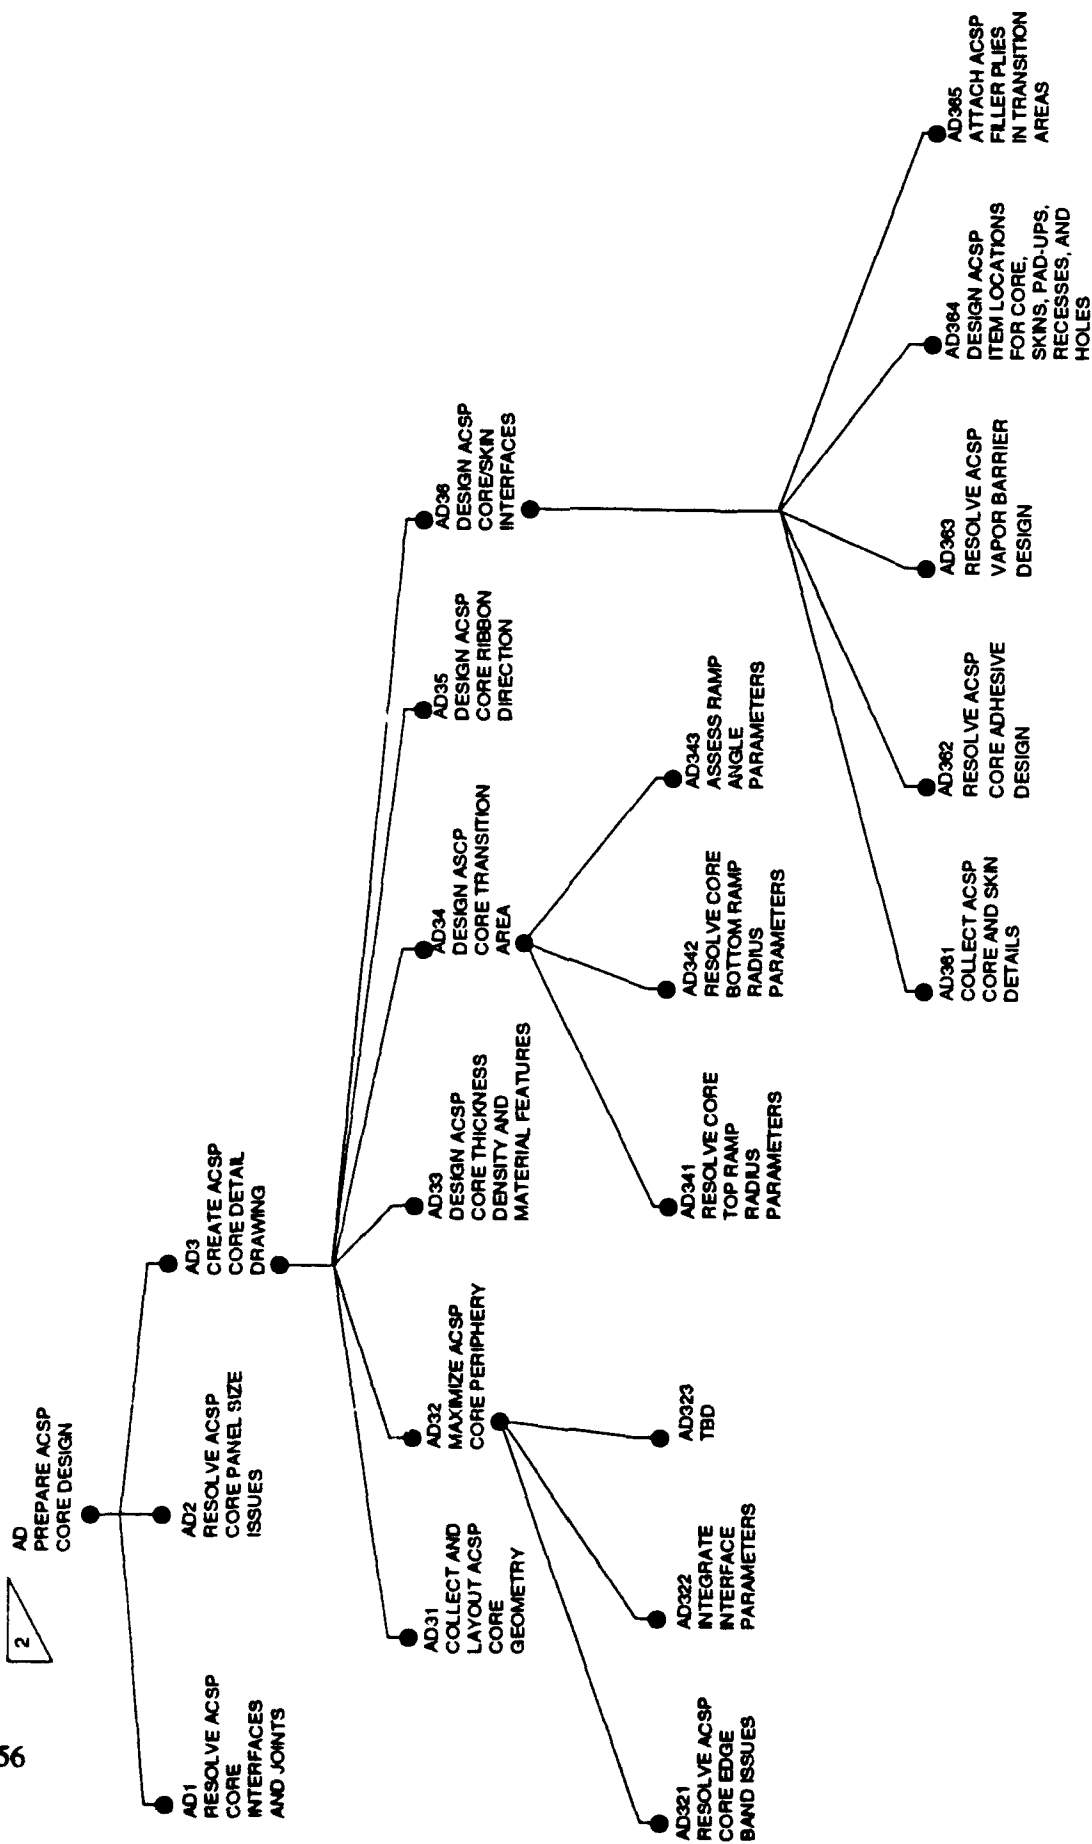 56
2
AD
PREPARE ACSP
CORE DESIGN
AD1
RESOLVE ACSP
CORE
INTERFACES
AND JOINTS
AD2
RESOLVE ACSP
CORE PANEL SIZE
ISSUES
AD3
CREATE ACSP
CORE DETAIL
DRAWING
AD31
COLLECT AND
LAYOUT ACSP
CORE
GEOMETRY
AD32
MAXIMIZE ACSP
CORE PERIPHERY
AD33
DESIGN ACSP
CORE THICKNESS
DENSITY AND
MATERIAL FEATURES
AD34
DESIGN ASCP
CORE TRANSITION
AREA
AD35
DESIGN ACSP
CORE RIBBON
DIRECTION
AD36
DESIGN ACSP
CORE/SKIN
INTERFACES
AD321
RESOLVE ACSP
CORE EDGE
BAND ISSUES
AD322
INTEGRATE
INTERFACE
PARAMETERS
AD323
TBD
AD341
RESOLVE CORE
TOP RAMP
RADIUS
PARAMETERS
AD342
RESOLVE CORE
BOTTOM RAMP
RADIUS
PARAMETERS
AD343
ASSESS RAMP
ANGLE
PARAMETERS
AD361
COLLECT ACSP
CORE AND SKIN
DETAILS
AD362
RESOLVE ACSP
CORE ADHESIVE
DESIGN
AD363
RESOLVE ACSP
VAPOR BARRIER
DESIGN
AD364
DESIGN ACSP
ITEM LOCATIONS
FOR CORE,
SKINS, PAD-UPS,
RECESSES, AND
HOLES
AD365
ATTACH ACSP
FILLER PLIES
IN TRANSITION
AREAS